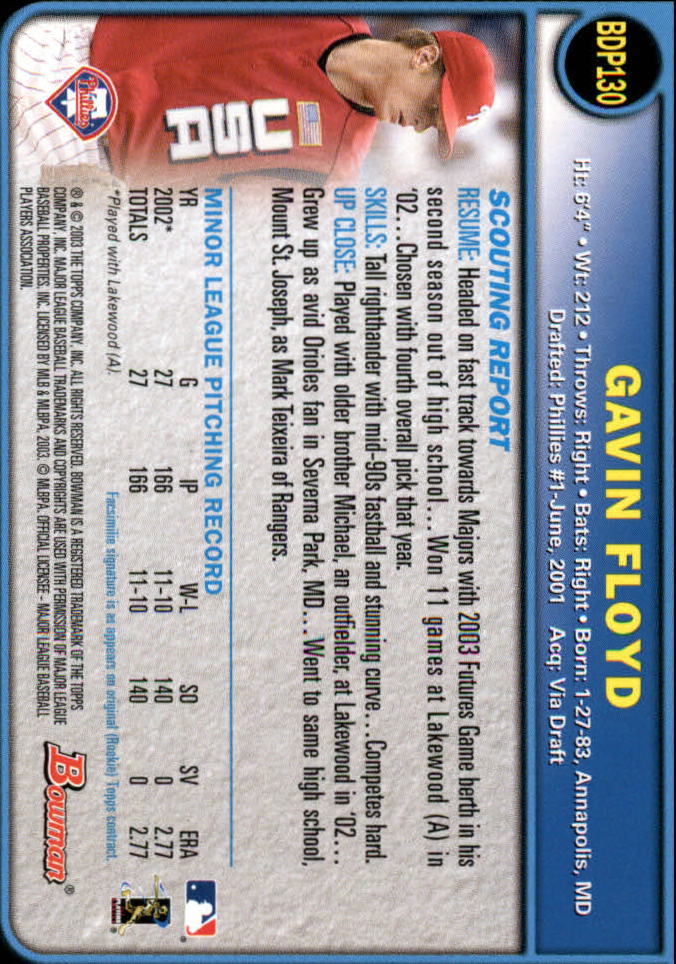 BDP130
GAVIN FLOYD
Ht: 6'4" • Wt: 212 • Throws: Right • Bats: Right • Born: 1-27-83, Annapolis, MD
Drafted: Phillies #1-June, 2001 Acq: Via Draft
USA
Phillies
SCOUTING REPORT
RESUME: Headed on fast track towards Majors with 2003 Futures Game berth in his
second season out of high school... Won 11 games at Lakewood (A) in
'02... Chosen with fourth overall pick that year.
SKILLS: Tall righthander with mid-90s fastball and stunning curve...Competes hard.
UP CLOSE: Played with older brother Michael, an outfielder, at Lakewood in '02...
Grew up as avid Orioles fan in Severna Park, MD... Went to same high school,
Mount St. Joseph, as Mark Teixeira of Rangers.
MINOR LEAGUE PITCHING RECORD
YR G IP W-L SO SV ERA
2002* 27 166 11-10 140 0 2.77
TOTALS 27 166 11-10 140 0 2.77
*Played with Lakewood (A).
Facsimile signature is as appears on original (Rookie) Topps contract.
® & © 2003 THE TOPPS COMPANY, INC. ALL RIGHTS RESERVED. BOWMAN IS A REGISTERED TRADEMARK OF THE TOPPS
COMPANY, INC. MAJOR LEAGUE BASEBALL TRADEMARKS AND COPYRIGHTS ARE USED WITH PERMISSION OF MAJOR LEAGUE
BASEBALL PROPERTIES, INC. LICENSED BY MLB & MLBPA, 2003. © MLBPA. OFFICIAL LICENSEE - MAJOR LEAGUE BASEBALL
PLAYERS ASSOCIATION.
Bowman®